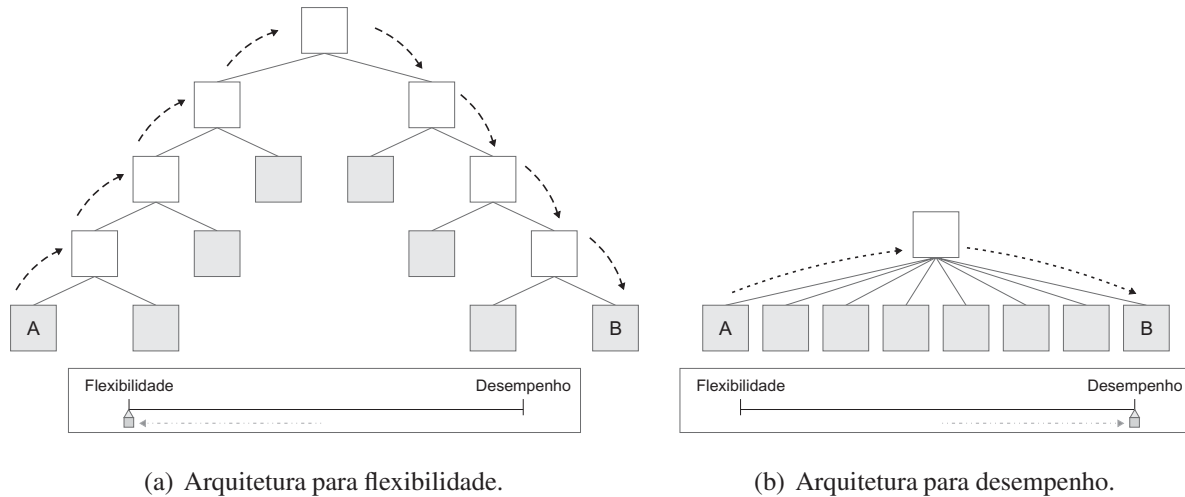 A
B
Flexibilidade Desempenho
(a) Arquitetura para flexibilidade.
A
B
Flexibilidade Desempenho
(b) Arquitetura para desempenho.